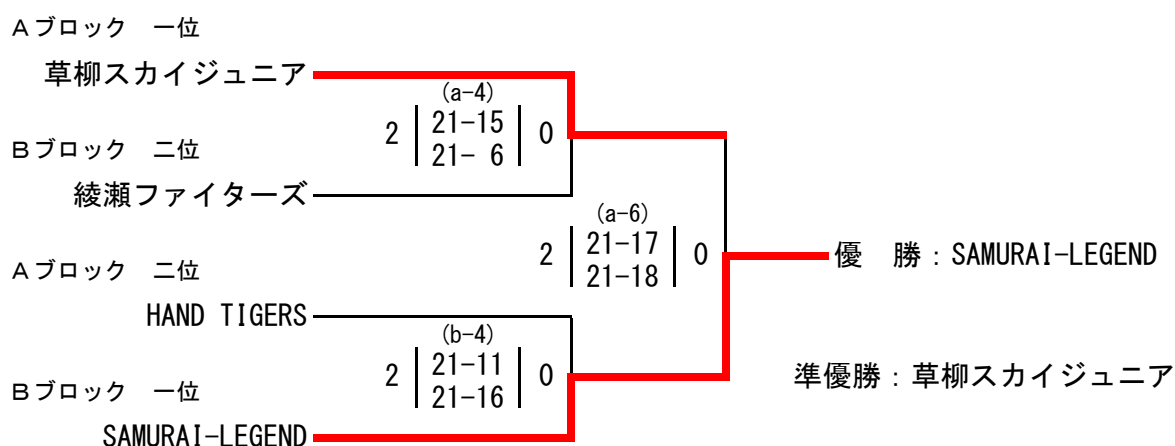 Aブロック　一位
草柳スカイジュニア
(a-4)
2 21-15 0
21- 6
Bブロック　二位
綾瀬ファイターズ
(a-6)
2 21-17 0
21-18
優　勝：SAMURAI-LEGEND
Aブロック　二位
HAND TIGERS
(b-4)
2 21-11 0
21-16
準優勝：草柳スカイジュニア
Bブロック　一位
SAMURAI-LEGEND